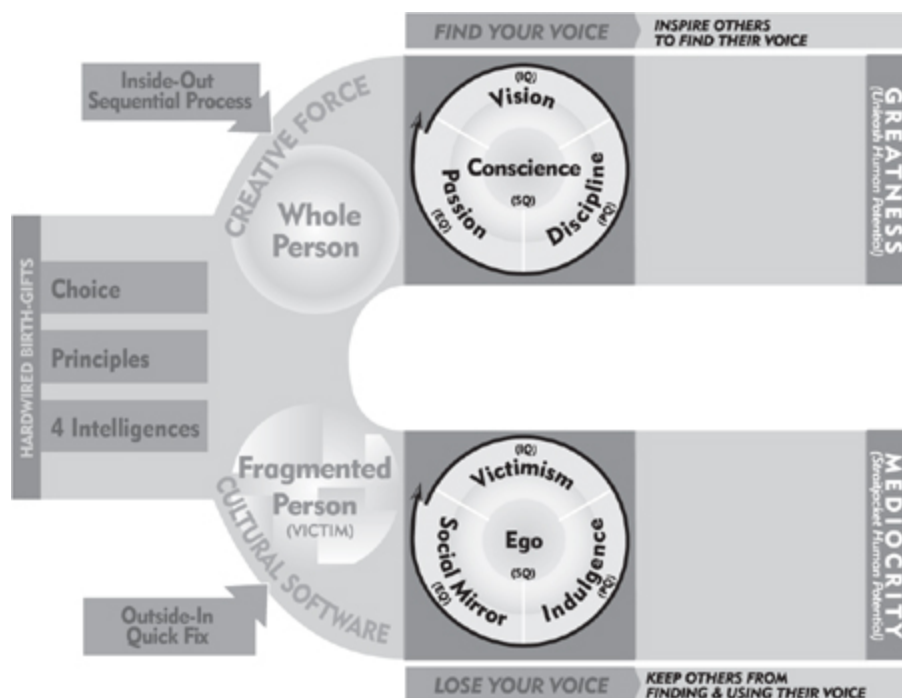 FIND YOUR VOICE
INSPIRE OTHERS
TO FIND THEIR VOICE
Inside-Out
Sequential Process
CREATIVE FORCE
Whole
Person
(IQ)
Vision
Conscience
(SQ)
Passion
(EQ)
Discipline
(PQ)
GREATNESS
(Unleash Human Potential)
HARDWIRED BIRTH-GIFTS
Choice
Principles
4 Intelligences
Fragmented
Person
(VICTIM)
CULTURAL SOFTWARE
Outside-In
Quick Fix
(IQ)
Victimism
Ego
(SQ)
Social Mirror
(EQ)
Indulgence
(PQ)
MEDIOCRITY
(Straitjacket Human Potential)
LOSE YOUR VOICE
KEEP OTHERS FROM
FINDING & USING THEIR VOICE